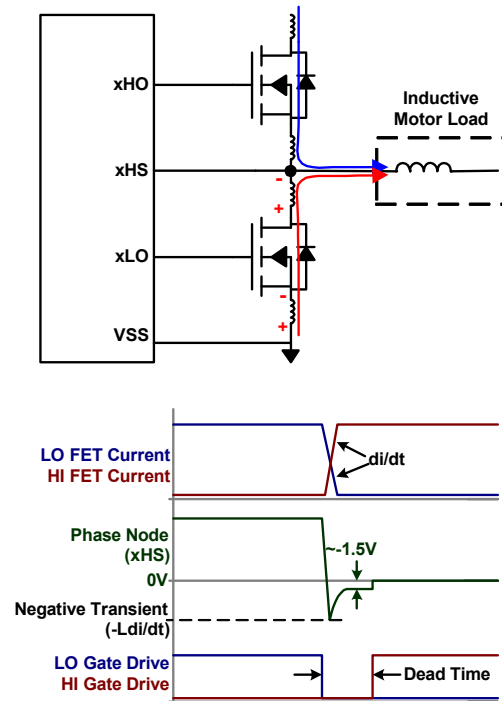 xHO
Inductive
Motor Load
xHS
-
+
xLO
-
+
VSS
LO FET Current
HI FET Current
di/dt
Phase Node
(xHS)
~-1.5V
0V
Negative Transient
(-Ldi/dt)
LO Gate Drive
HI Gate Drive
Dead Time